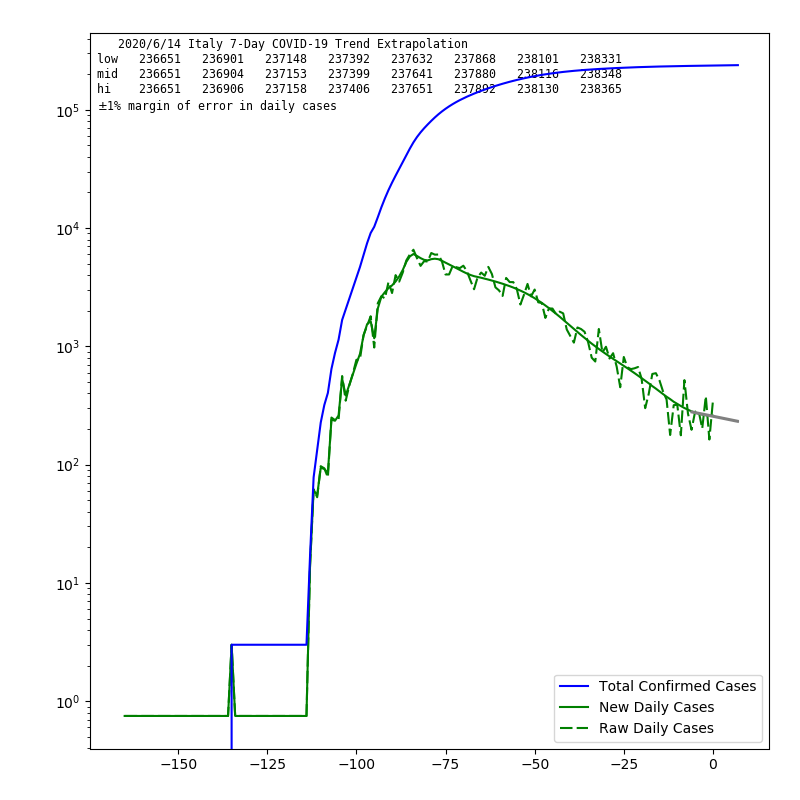 2020/6/14 Italy 7-Day COVID-19 Trend Extrapolation
low 236651 236901 237148 237392 237632 237868 238101 238331
mid 236651 236904 237153 237399 237641 237880 238116 238348
hi 236651 236906 237158 237406 237651 237892 238130 238365
±1% margin of error in daily cases
10⁵
10⁴
10³
10²
10¹
10⁰
Total Confirmed Cases
New Daily Cases
Raw Daily Cases
−150 −125 −100 −75 −50 −25 0